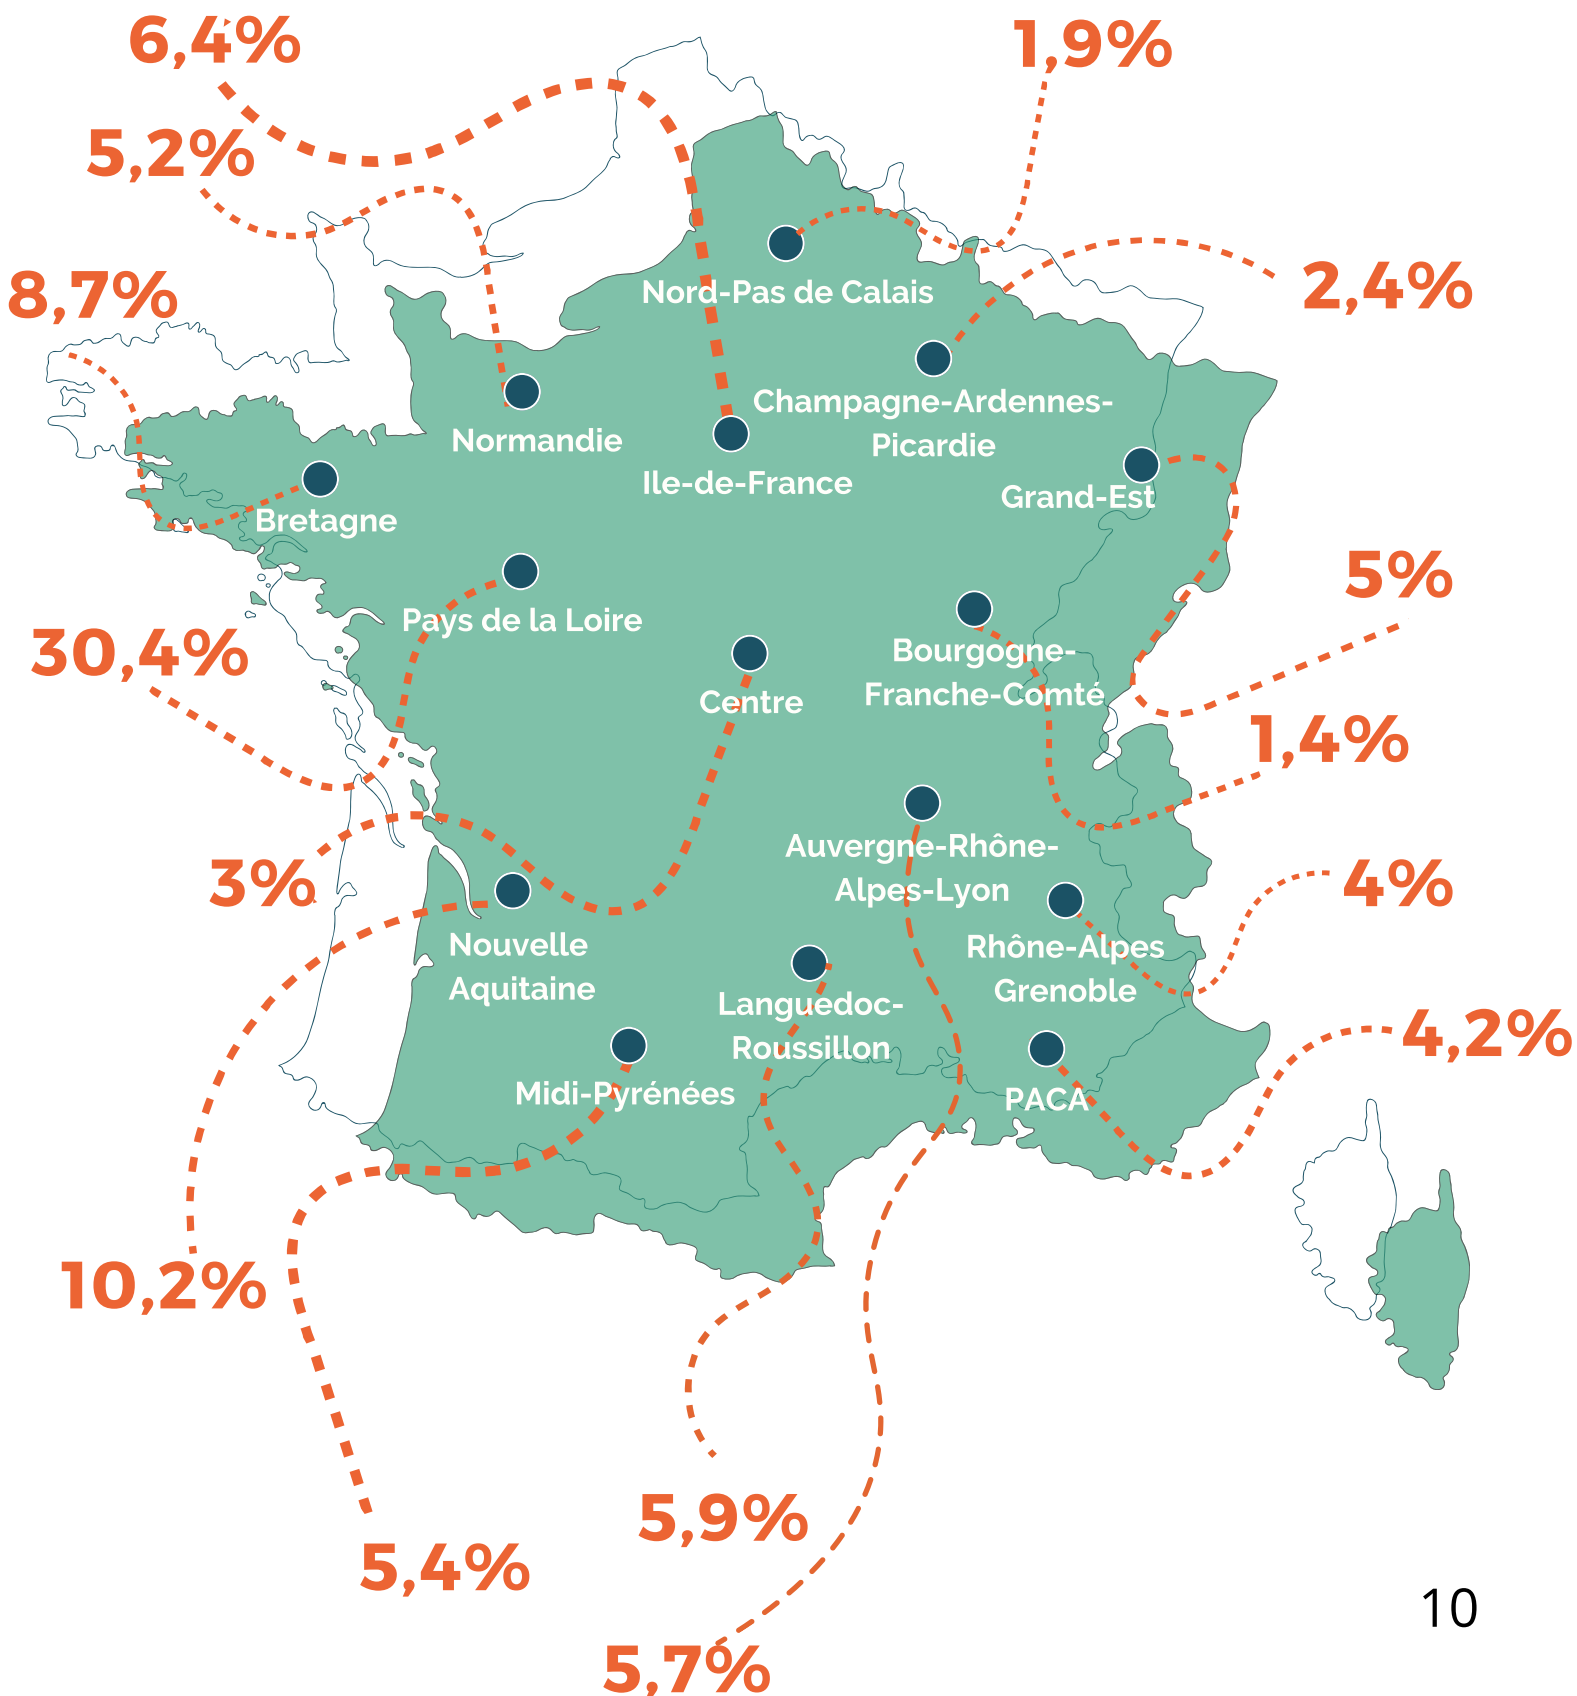 6,4%
1,9%
5,2%
2,4%
8,7%
Nord-Pas de Calais
Champagne-Ardennes-
Picardie
Normandie
Ile-de-France
Grand-Est
Bretagne
5%
Pays de la Loire
30,4%
Bourgogne-
Franche-Comté
Centre
1,4%
Auvergne-Rhône-
Alpes-Lyon
3%
4%
Nouvelle
Aquitaine
Rhône-Alpes
Grenoble
Languedoc-
Roussillon
4,2%
Midi-Pyrénées
PACA
10,2%
5,9%
5,4%
10
5,7%